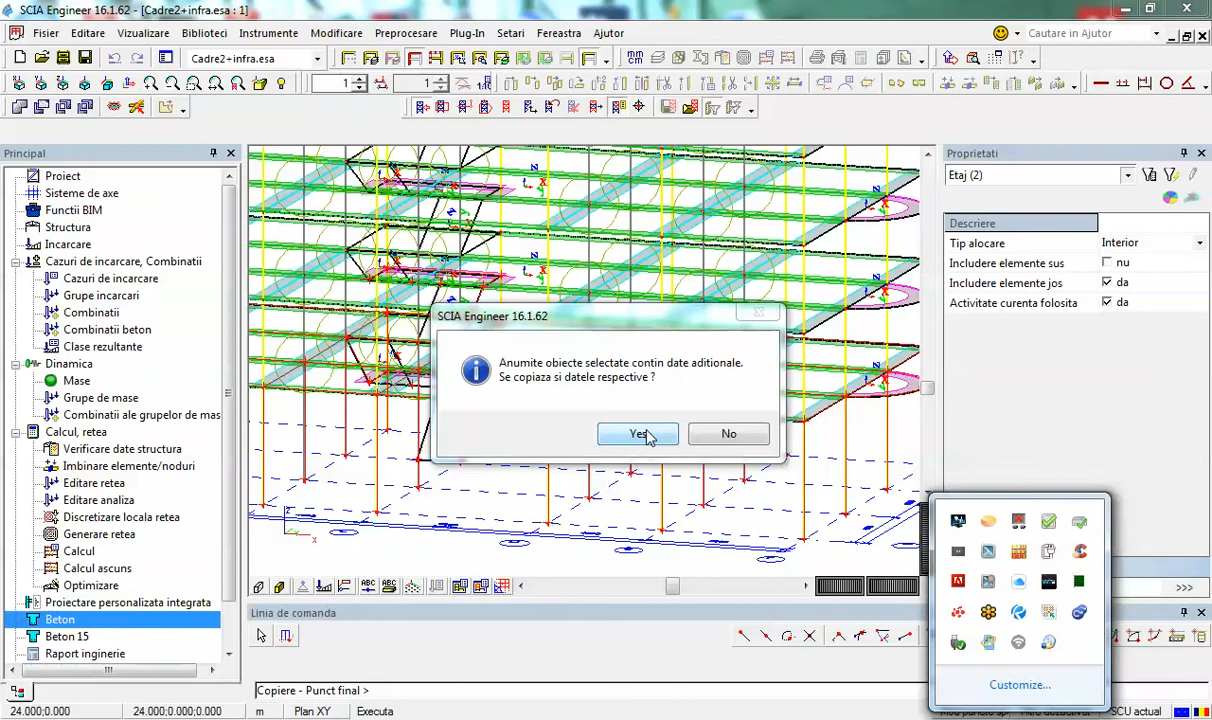 SCIA Engineer 16.1.62 - [Cadre2+infra.esa : 1]
Fisier Editare Vizualizare Biblioteci Instrumente Modificare Preprocesare Plug-In Setari Fereastra Ajutor
Cautare in Ajutor
Cadre2+infra.esa
1 1
Principal
Proiect
Sisteme de axe
Functii BIM
Structura
Incarcare
Cazuri de incarcare, Combinatii
Cazuri de incarcare
Grupe incarcari
Combinatii
Combinatii beton
Clase rezultante
Dinamica
Mase
Grupe de mase
Combinatii ale grupelor de mas
Calcul, retea
Verificare date structura
Imbinare elemente/noduri
Editare retea
Editare analiza
Discretizare locala retea
Generare retea
Calcul
Calcul ascuns
Optimizare
Proiectare personalizata integrata
Beton
Beton 15
Raport inginerie
SCIA Engineer 16.1.62
Anumite obiecte selectate contin date aditionale.
Se copiaza si datele respective ?
Yes No
Proprietati
Etaj (2)
Descriere
Tip alocare Interior
Includere elemente sus nu
Includere elemente jos da
Activitate curenta folosita da
>>>
Customize...
Linia de comanda
Copiere - Punct final >
24.000;0.000 24.000;0.000;0.000 m Plan XY Executa
SCU actual